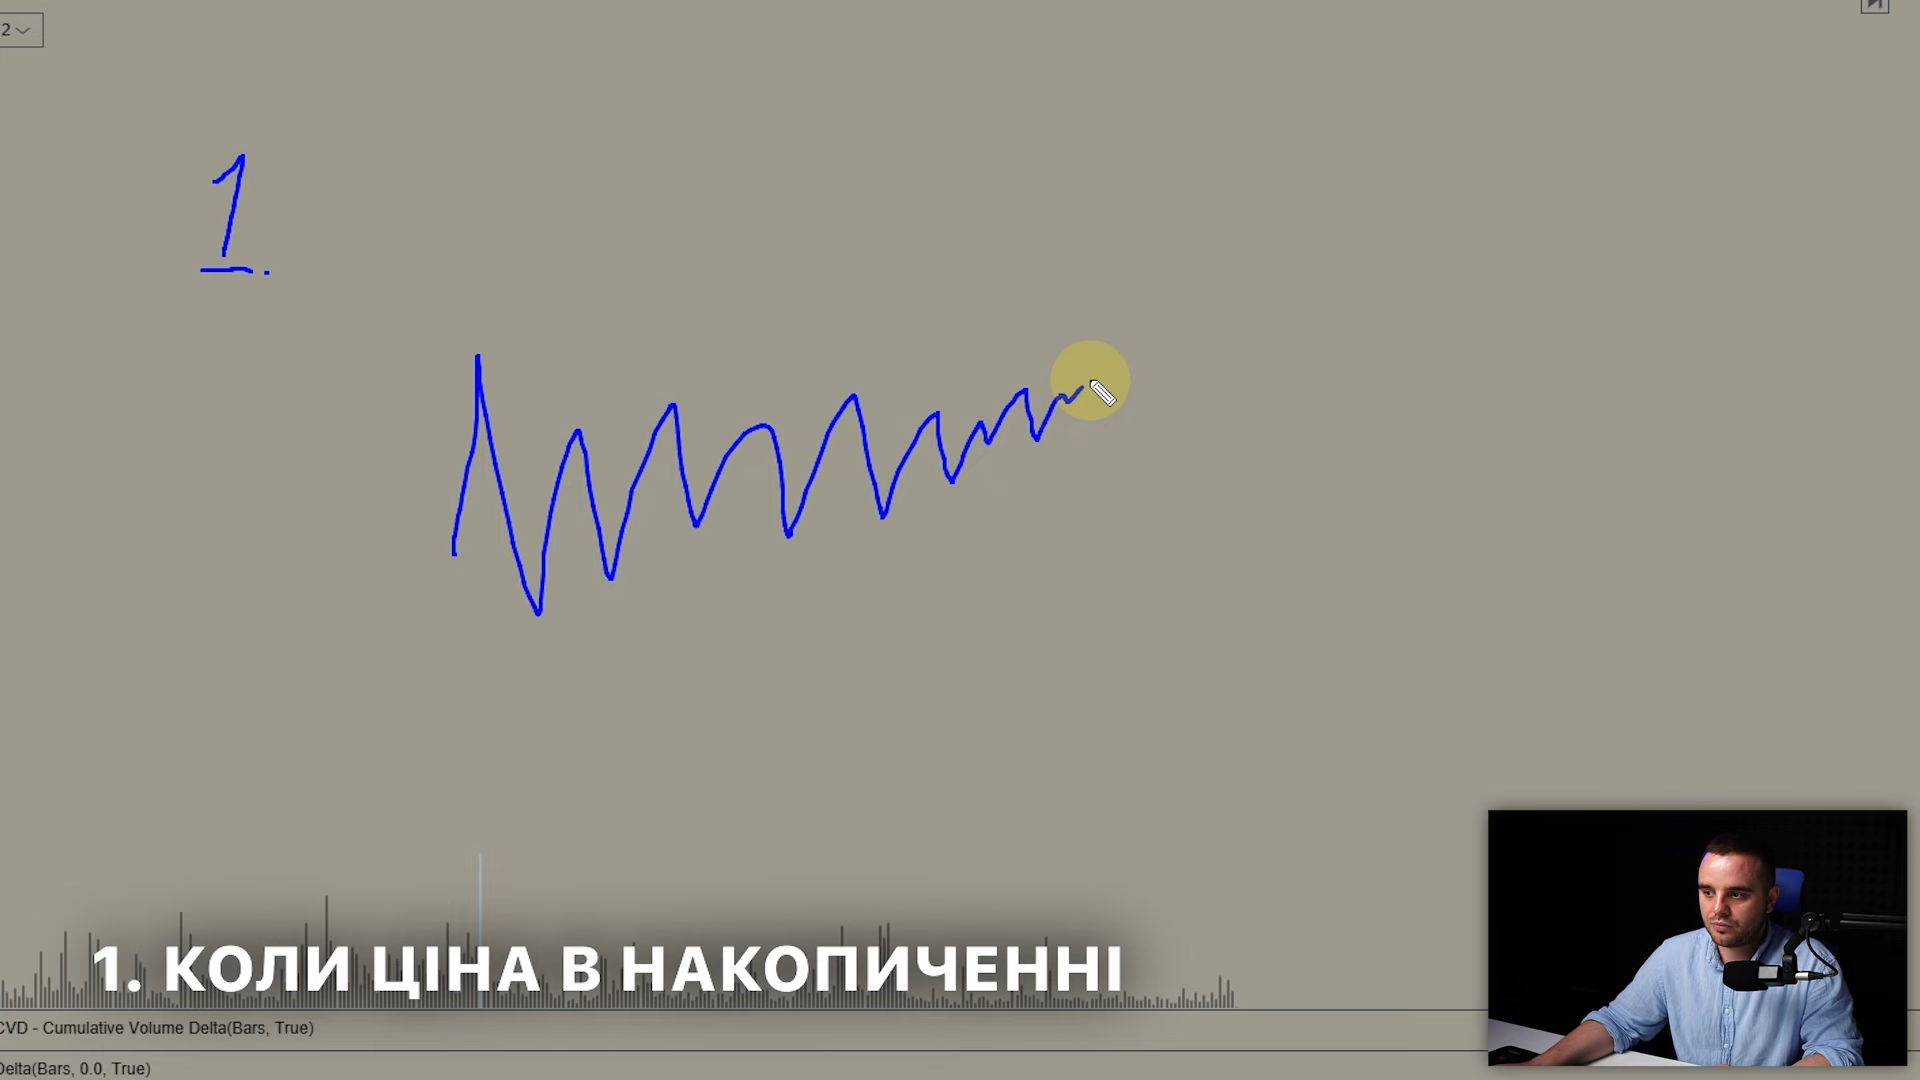 2
1.
1. КОЛИ ЦІНА В НАКОПИЧЕННІ
CVD - Cumulative Volume Delta(Bars, True)
Delta(Bars, 0.0, True)